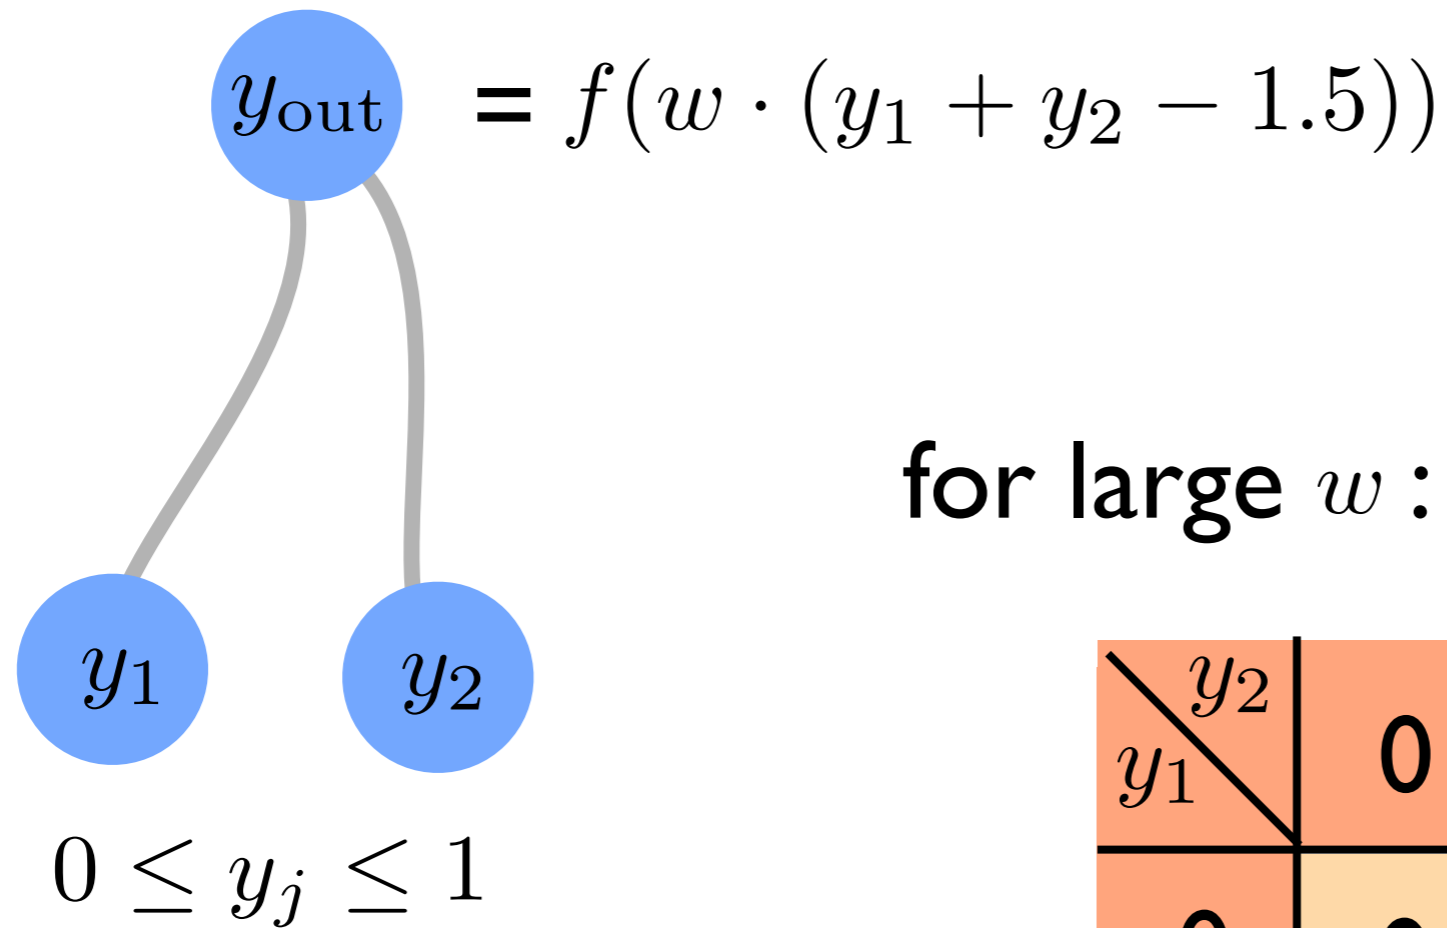 y_out = f(w · (y_1 + y_2 − 1.5))
for large w :
y_1 y_2
0 ≤ y_j ≤ 1
y_2 0
y_1